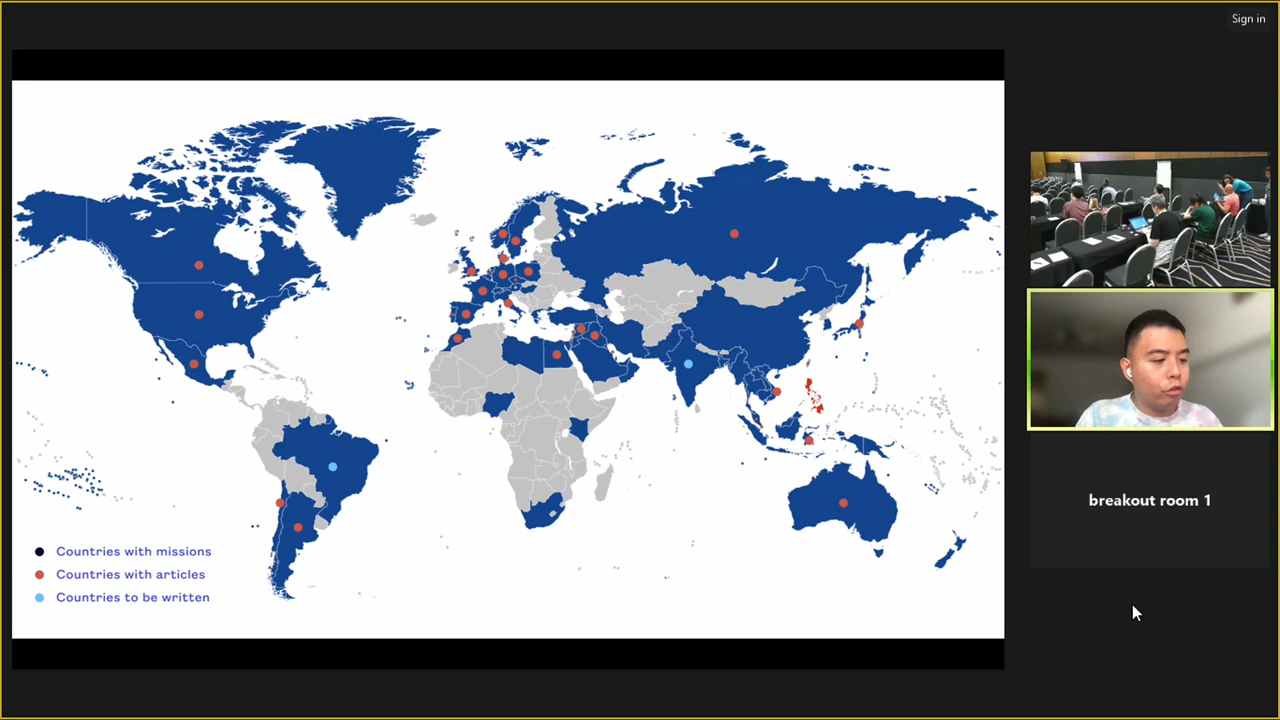 Sign in
Countries with missions
Countries with articles
Countries to be written
breakout room 1